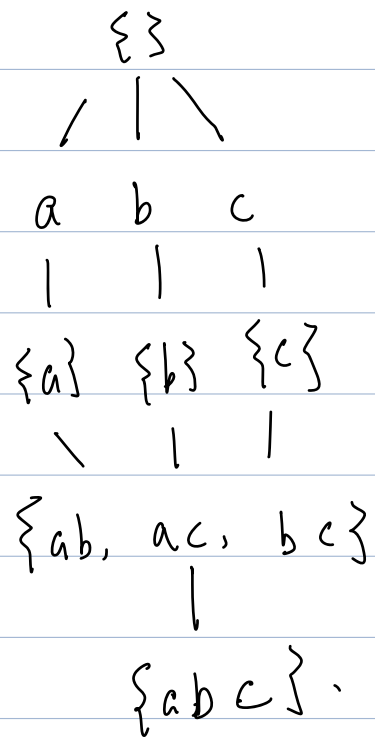 {}
a b c
{a} {b} {c}
{ab, ac, bc}
{abc}.